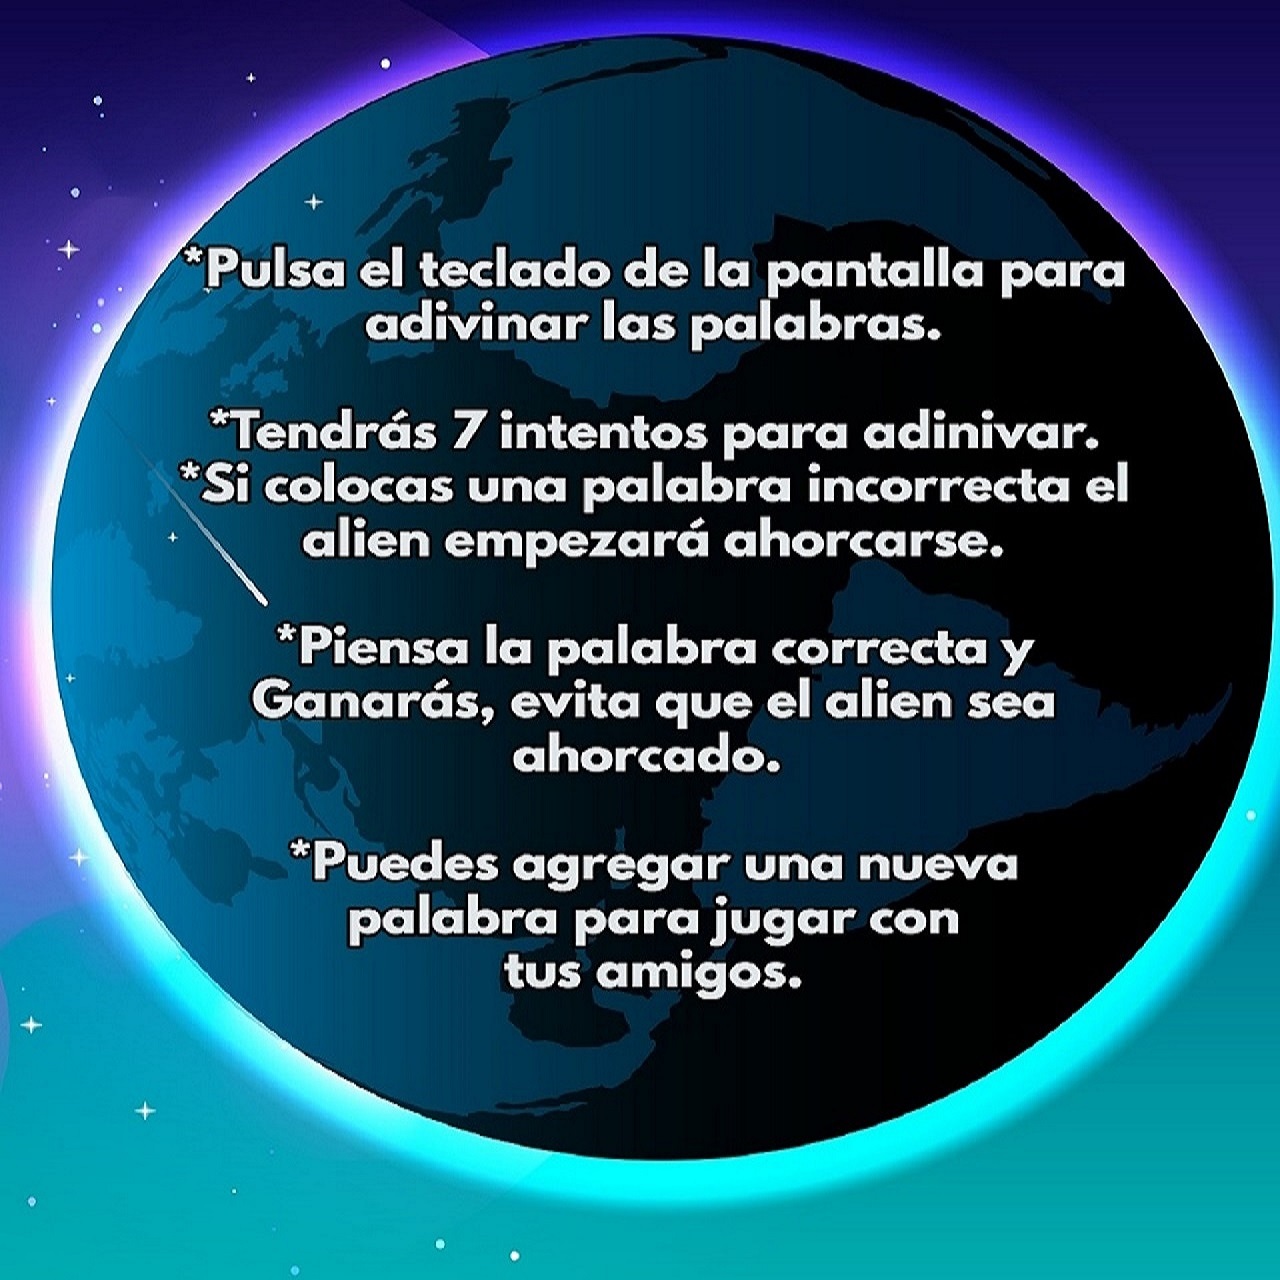 *Pulsa el teclado de la pantalla para
adivinar las palabras.
*Tendrás 7 intentos para adinivar.
*Si colocas una palabra incorrecta el
alien empezará ahorcarse.
*Piensa la palabra correcta y
Ganarás, evita que el alien sea
ahorcado.
*Puedes agregar una nueva
palabra para jugar con
tus amigos.